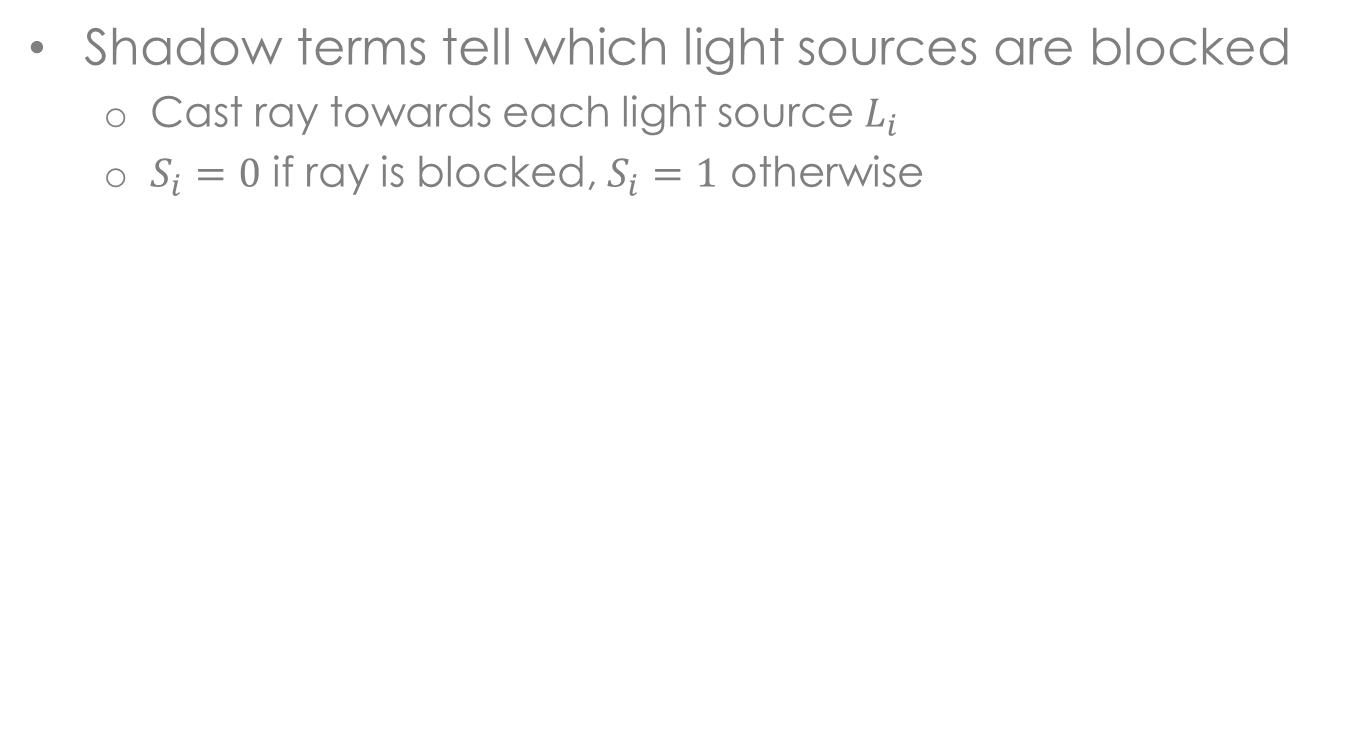 • Shadow terms tell which light sources are blocked
○ Cast ray towards each light source 𝐿ᵢ
○ 𝑆ᵢ = 0 if ray is blocked, 𝑆ᵢ = 1 otherwise